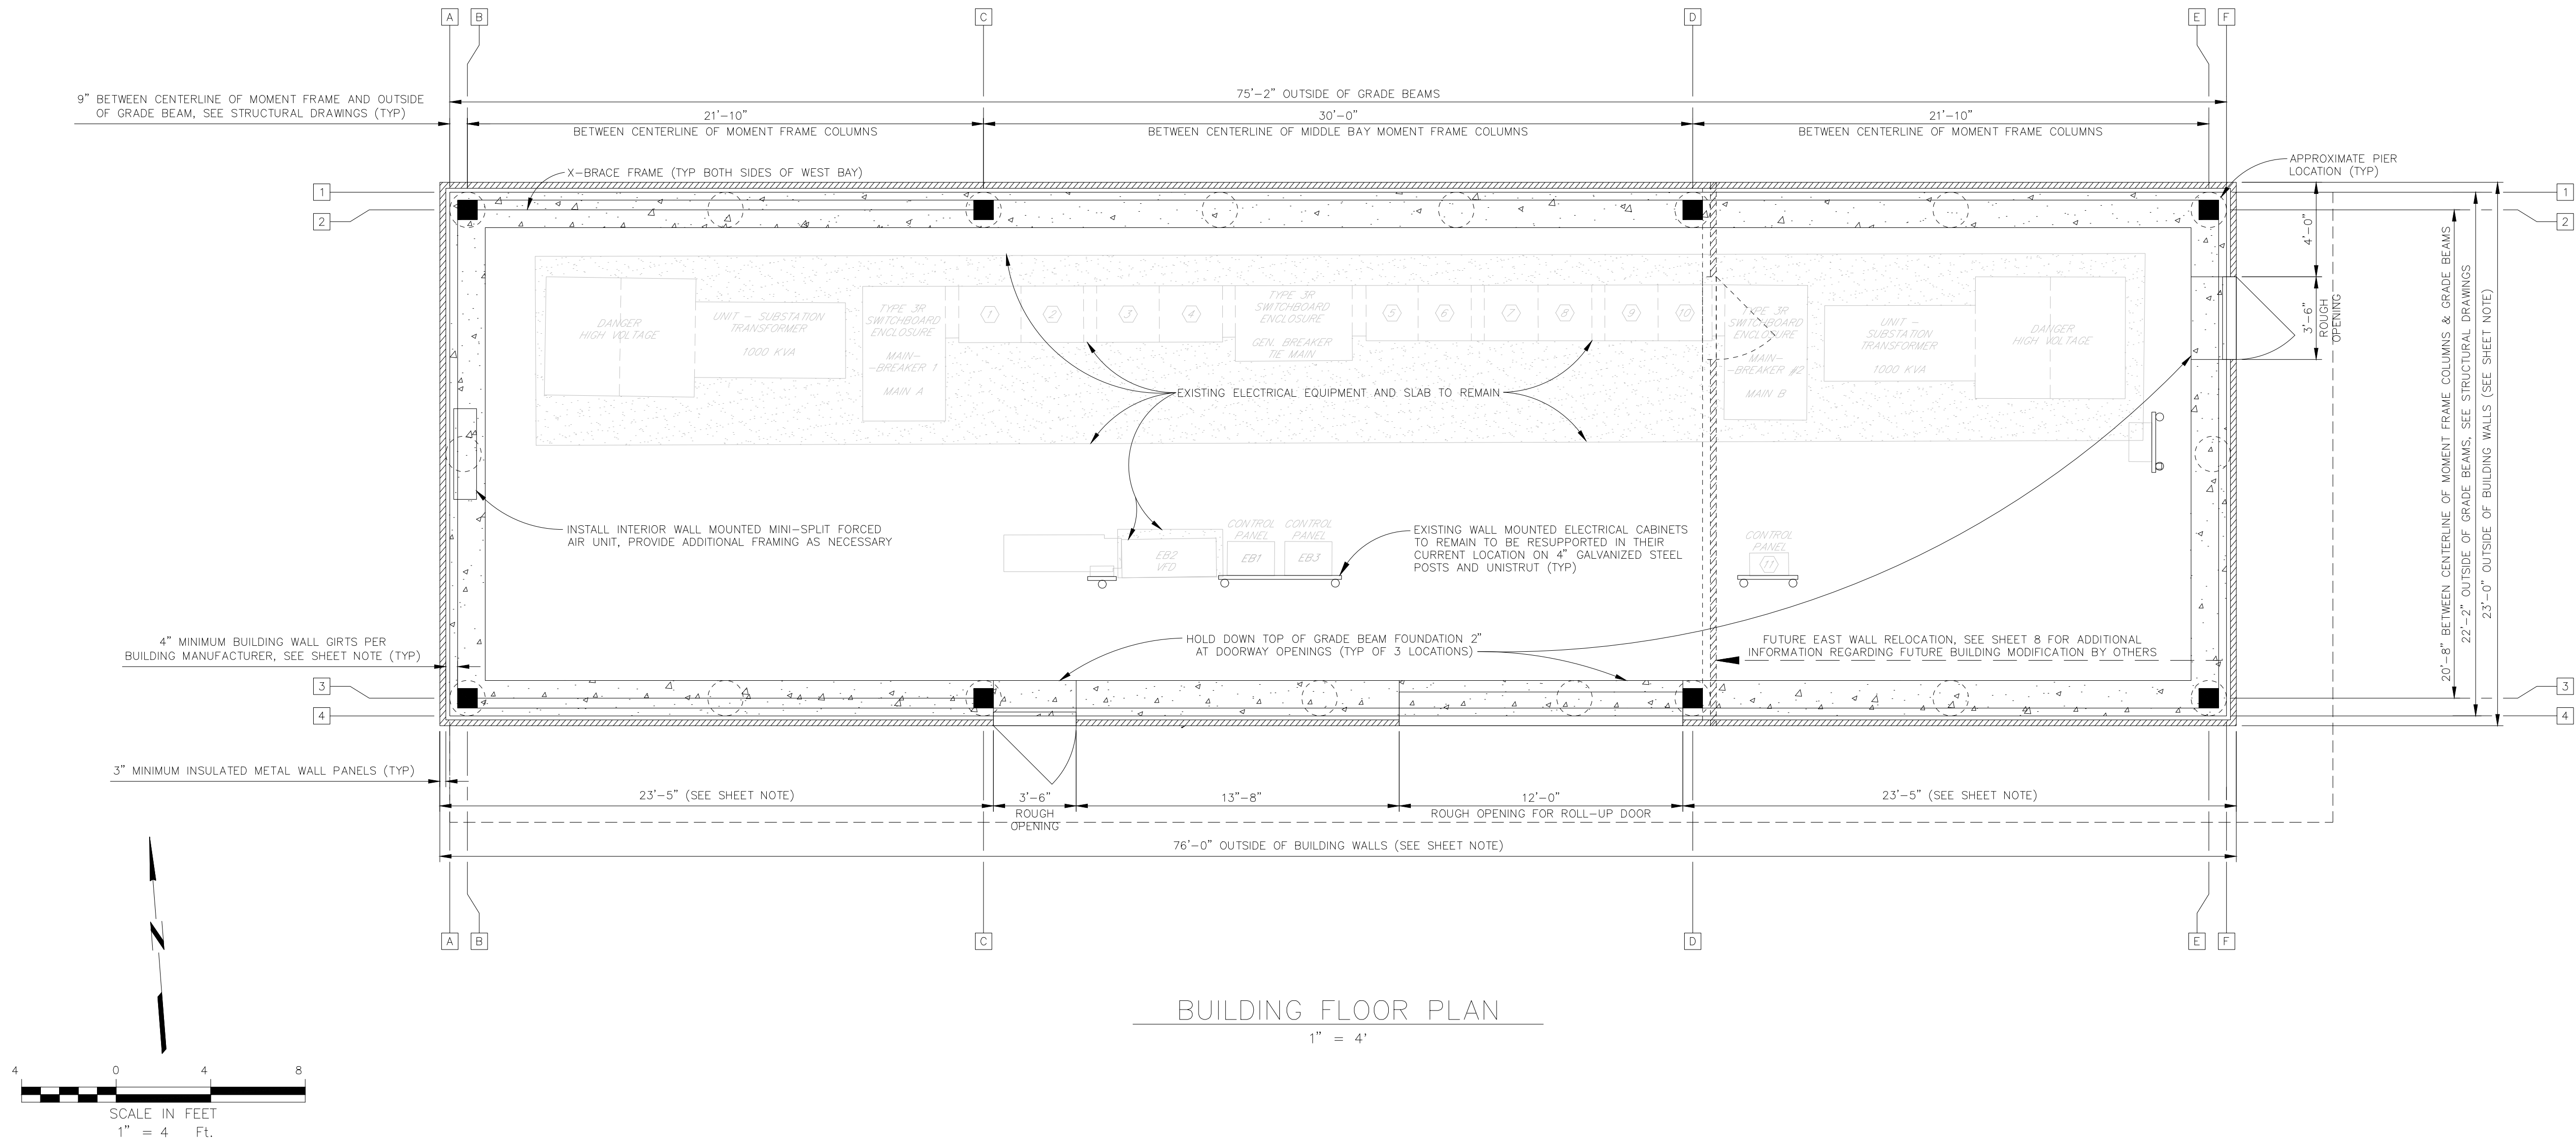 A B C D E F
75'-2" OUTSIDE OF GRADE BEAMS
9" BETWEEN CENTERLINE OF MOMENT FRAME AND OUTSIDE
OF GRADE BEAM, SEE STRUCTURAL DRAWINGS (TYP)
21'-10"
BETWEEN CENTERLINE OF MOMENT FRAME COLUMNS
30'-0"
BETWEEN CENTERLINE OF MIDDLE BAY MOMENT FRAME COLUMNS
21'-10"
BETWEEN CENTERLINE OF MOMENT FRAME COLUMNS
X-BRACE FRAME (TYP BOTH SIDES OF WEST BAY)
APPROXIMATE PIER
LOCATION (TYP)
1
2
1
2
4'-0"
3'-6"
ROUGH
OPENING
20'-8" BETWEEN CENTERLINE OF MOMENT FRAME COLUMNS & GRADE BEAMS
22'-2" OUTSIDE OF GRADE BEAMS, SEE STRUCTURAL DRAWINGS
23'-0" OUTSIDE OF BUILDING WALLS (SEE SHEET NOTE)
DANGER
HIGH VOLTAGE
UNIT - SUBSTATION
TRANSFORMER
1000 KVA
TYPE 3R
SWITCHBOARD
ENCLOSURE
MAIN-
-BREAKER 1
MAIN A
1 2 3 4
TYPE 3R
SWITCHBOARD
ENCLOSURE
GEN. BREAKER
TIE MAIN
5 6 7 8 9 10
TYPE 3R
SWITCHBOARD
ENCLOSURE
MAIN-
-BREAKER #2
MAIN B
UNIT -
SUBSTATION
TRANSFORMER
1000 KVA
DANGER
HIGH VOLTAGE
EXISTING ELECTRICAL EQUIPMENT AND SLAB TO REMAIN
INSTALL INTERIOR WALL MOUNTED MINI-SPLIT FORCED
AIR UNIT, PROVIDE ADDITIONAL FRAMING AS NECESSARY
EB2
VFD
CONTROL
PANEL
EB1
CONTROL
PANEL
EB3
EXISTING WALL MOUNTED ELECTRICAL CABINETS
TO REMAIN TO BE RESUPPORTED IN THEIR
CURRENT LOCATION ON 4" GALVANIZED STEEL
POSTS AND UNISTRUT (TYP)
CONTROL
PANEL
11
4" MINIMUM BUILDING WALL GIRTS PER
BUILDING MANUFACTURER, SEE SHEET NOTE (TYP)
HOLD DOWN TOP OF GRADE BEAM FOUNDATION 2"
AT DOORWAY OPENINGS (TYP OF 3 LOCATIONS)
FUTURE EAST WALL RELOCATION, SEE SHEET 8 FOR ADDITIONAL
INFORMATION REGARDING FUTURE BUILDING MODIFICATION BY OTHERS
3
4
3
4
3" MINIMUM INSULATED METAL WALL PANELS (TYP)
23'-5" (SEE SHEET NOTE)
3'-6"
ROUGH
OPENING
13'-8"
12'-0"
ROUGH OPENING FOR ROLL-UP DOOR
23'-5" (SEE SHEET NOTE)
76'-0" OUTSIDE OF BUILDING WALLS (SEE SHEET NOTE)
A B C D E F
N
BUILDING FLOOR PLAN
1" = 4'
4 0 4 8
SCALE IN FEET
1" = 4 Ft.